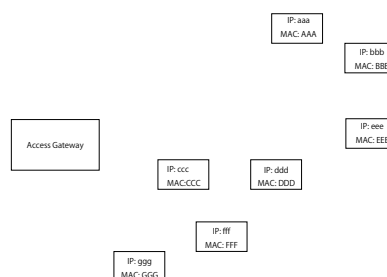 IP: aaa
MAC: AAA
IP: bbb
MAC: BBB
IP: eee
MAC: EEE
Access Gateway
IP: ccc
MAC:CCC
IP: ddd
MAC: DDD
IP: fff
MAC: FFF
IP: ggg
MAC: GGG